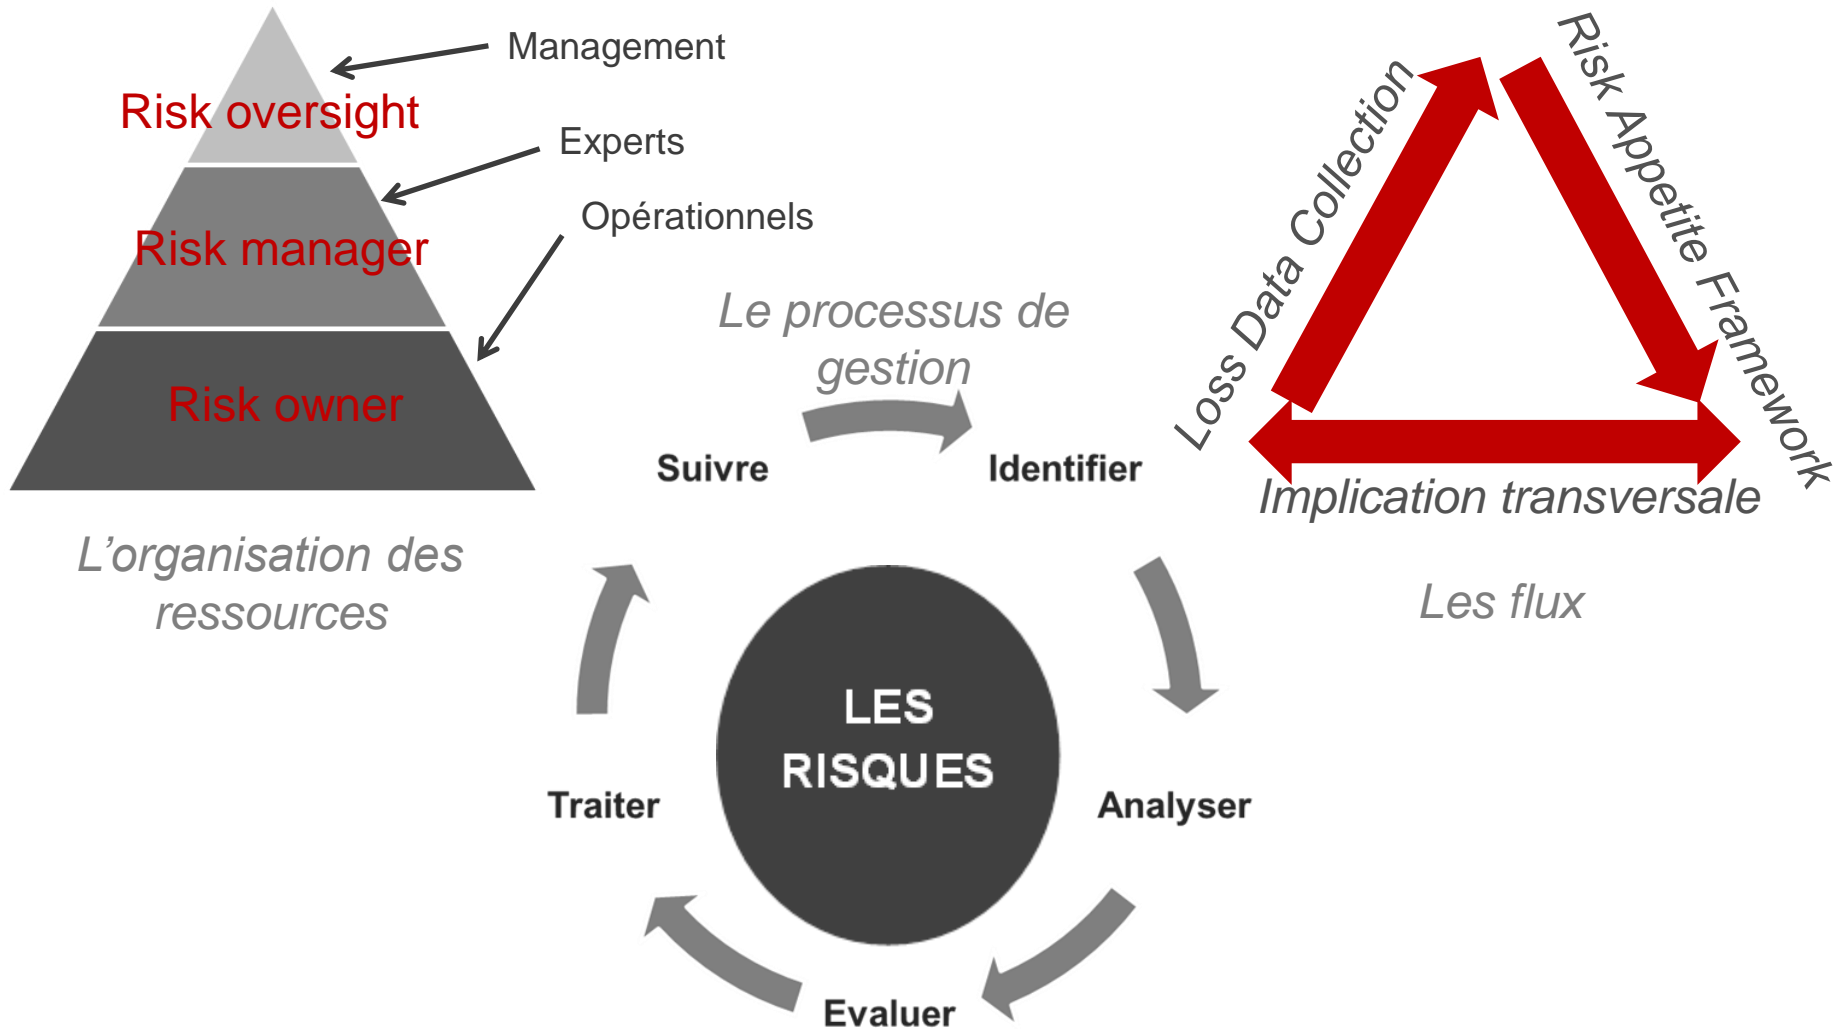 Management
Risk oversight
Experts
Risk manager
Opérationnels
Risk owner
L’organisation des
ressources
Le processus de
gestion
Suivre
Identifier
Analyser
Evaluer
Traiter
LES
RISQUES
Loss Data Collection
Risk Appetite Framework
Implication transversale
Les flux